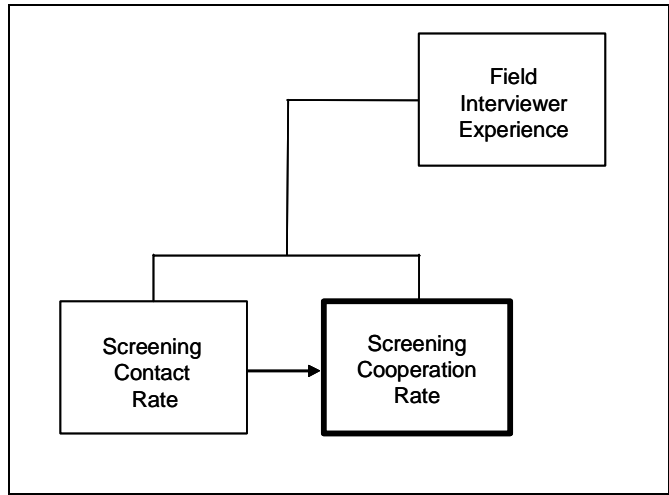 Field
Interviewer
Experience
Screening
Contact
Rate
Screening
Cooperation
Rate